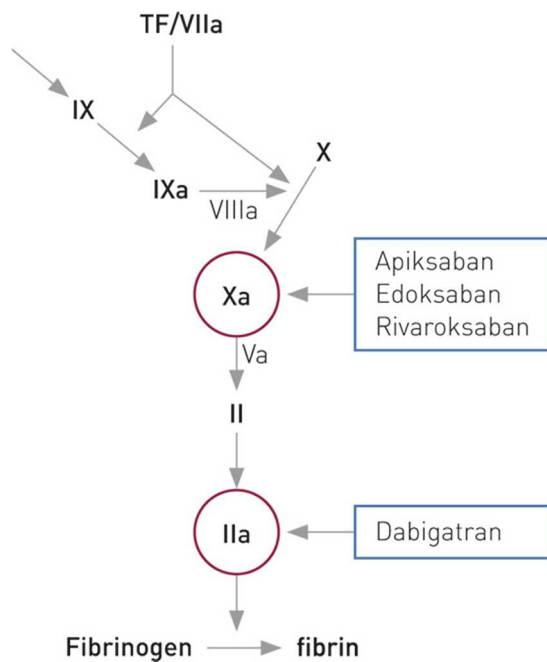 TF/VIIa
IX
X
IXa
VIIIa
Apiksaban
Edoksaban
Rivaroksaban
Xa
Va
II
IIa
Dabigatran
Fibrinogen
fibrin